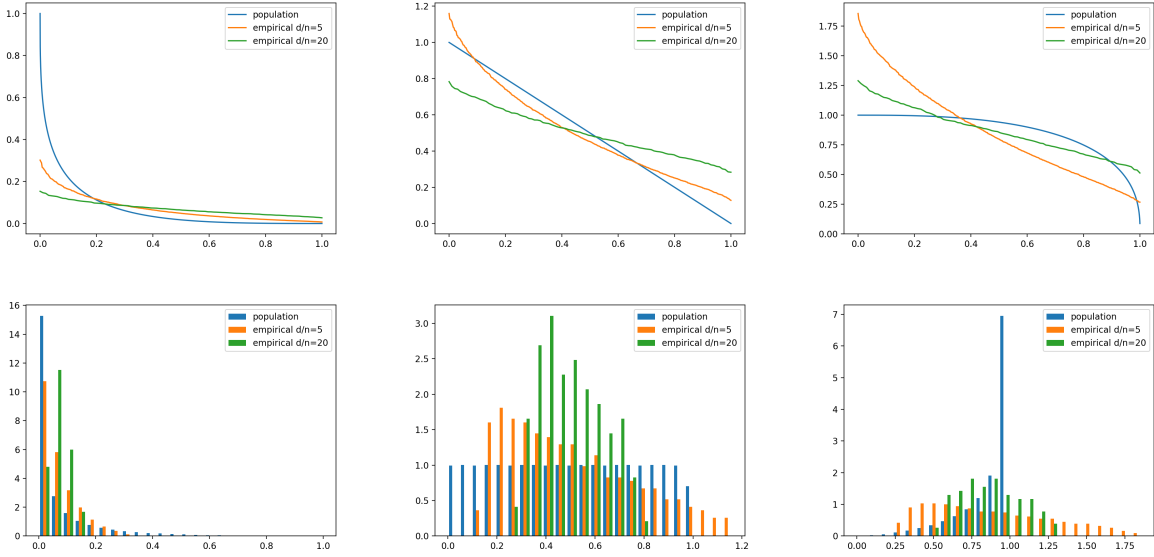 1.0
0.8
0.6
0.4
0.2
0.0
0.0 0.2 0.4 0.6 0.8 1.0
population
empirical d/n=5
empirical d/n=20
1.2
1.0
0.8
0.6
0.4
0.2
0.0
0.0 0.2 0.4 0.6 0.8 1.0
population
empirical d/n=5
empirical d/n=20
1.75
1.50
1.25
1.00
0.75
0.50
0.25
0.00
0.0 0.2 0.4 0.6 0.8 1.0
population
empirical d/n=5
empirical d/n=20
16
14
12
10
8
6
4
2
0
0.0 0.2 0.4 0.6 0.8 1.0
population
empirical d/n=5
empirical d/n=20
3.0
2.5
2.0
1.5
1.0
0.5
0.0
0.0 0.2 0.4 0.6 0.8 1.0 1.2
population
empirical d/n=5
empirical d/n=20
7
6
5
4
3
2
1
0
0.00 0.25 0.50 0.75 1.00 1.25 1.50 1.75
population
empirical d/n=5
empirical d/n=20